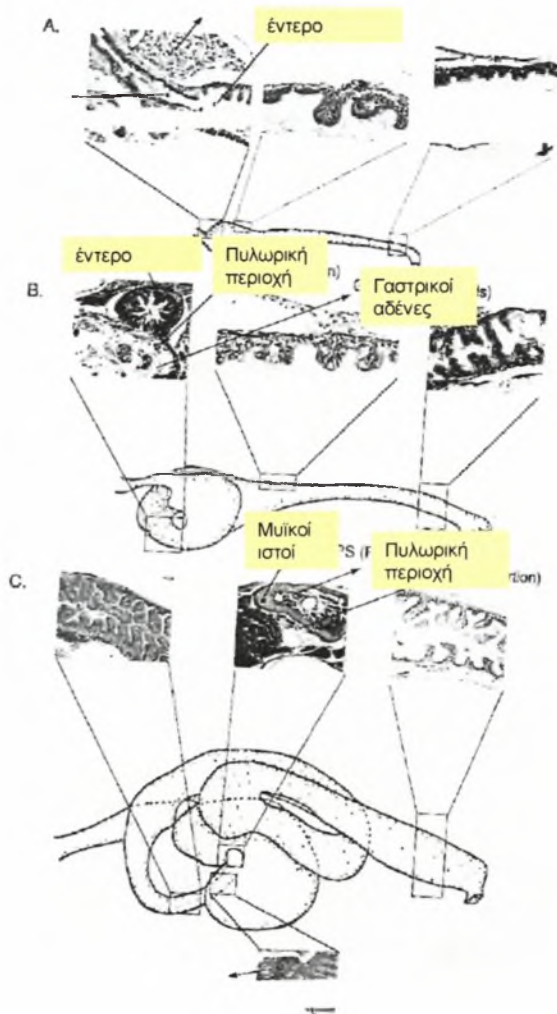 A.
έντερο
έντερο
Πυλωρική
περιοχή
B.
Γαστρικοί
αδένες
Μυϊκοί
ιστοί
Πυλωρική
περιοχή
C.